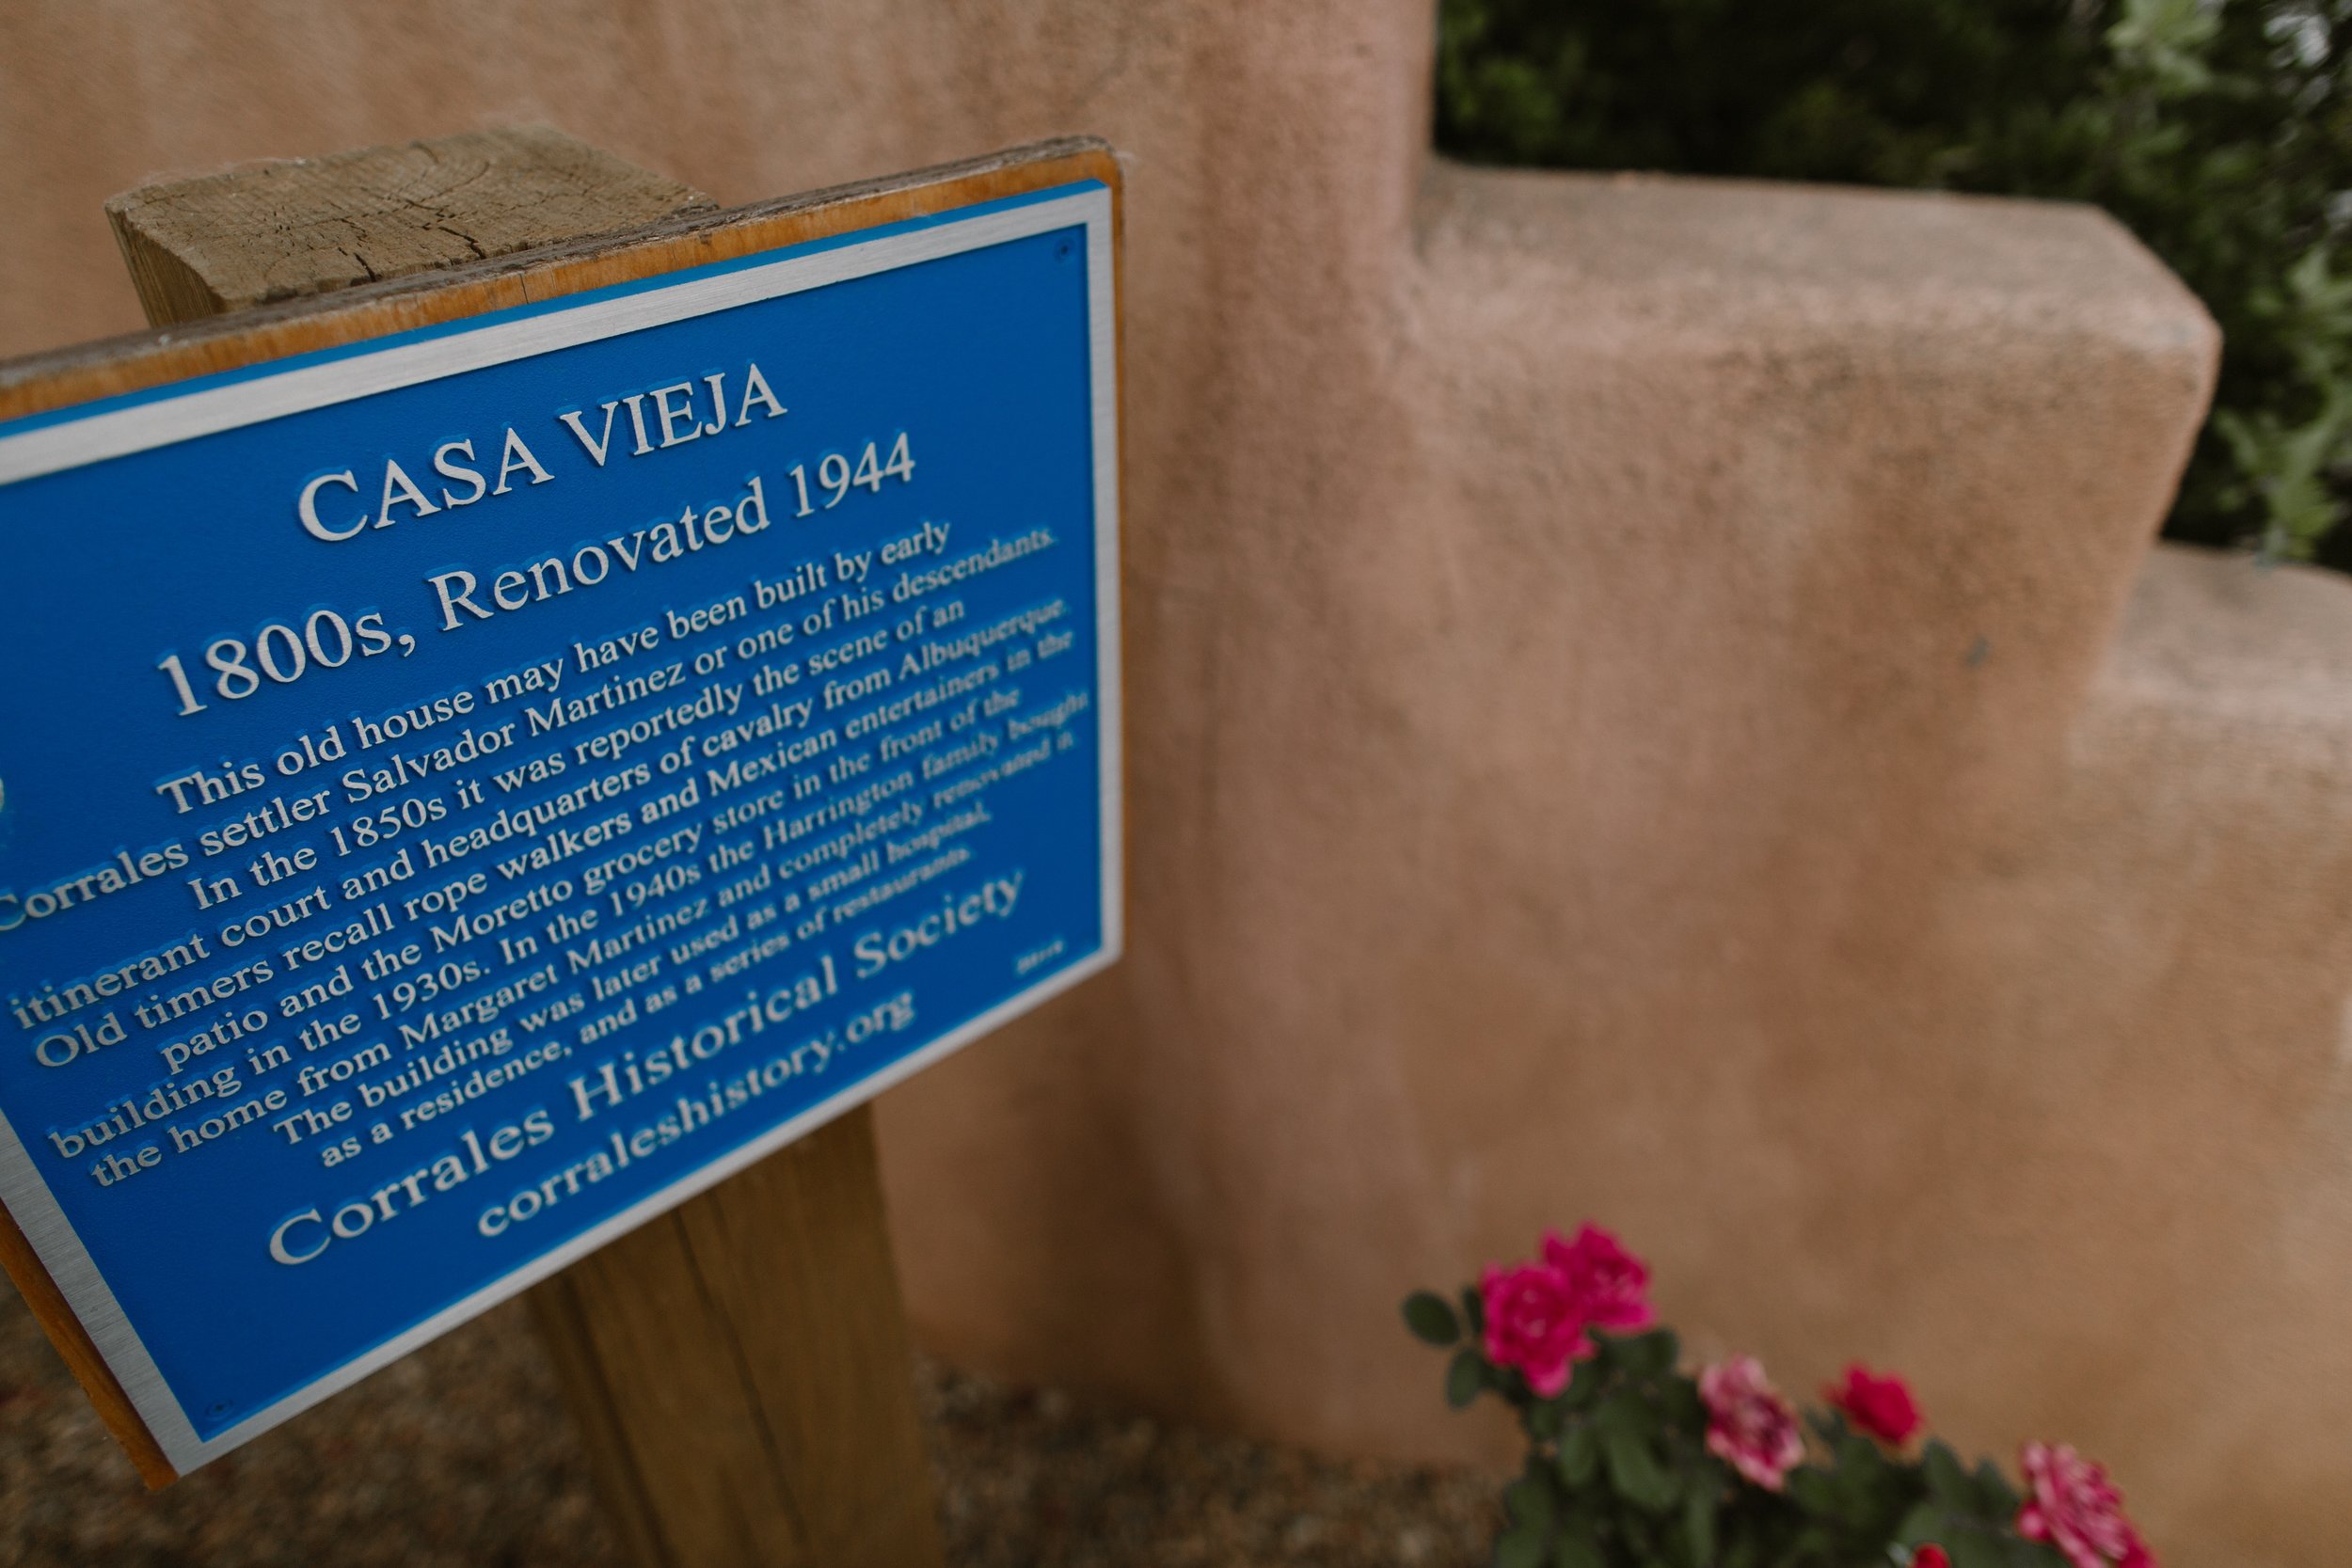 CASA VIEJA
1800s, Renovated 1944
This old house may have been built by early
Corrales settler Salvador Martinez or one of his descendants.
In the 1850s it was reportedly the scene of an
itinerant court and headquarters of cavalry from Albuquerque.
Old timers recall rope walkers and Mexican entertainers in the
patio and the Moretto grocery store in the front of the
building in the 1930s. In the 1940s the Harrington family bought
the home from Margaret Martinez and completely renovated it.
The building was later used as a small hospital,
as a residence, and as a series of restaurants.
Corrales Historical Society
corraleshistory.org